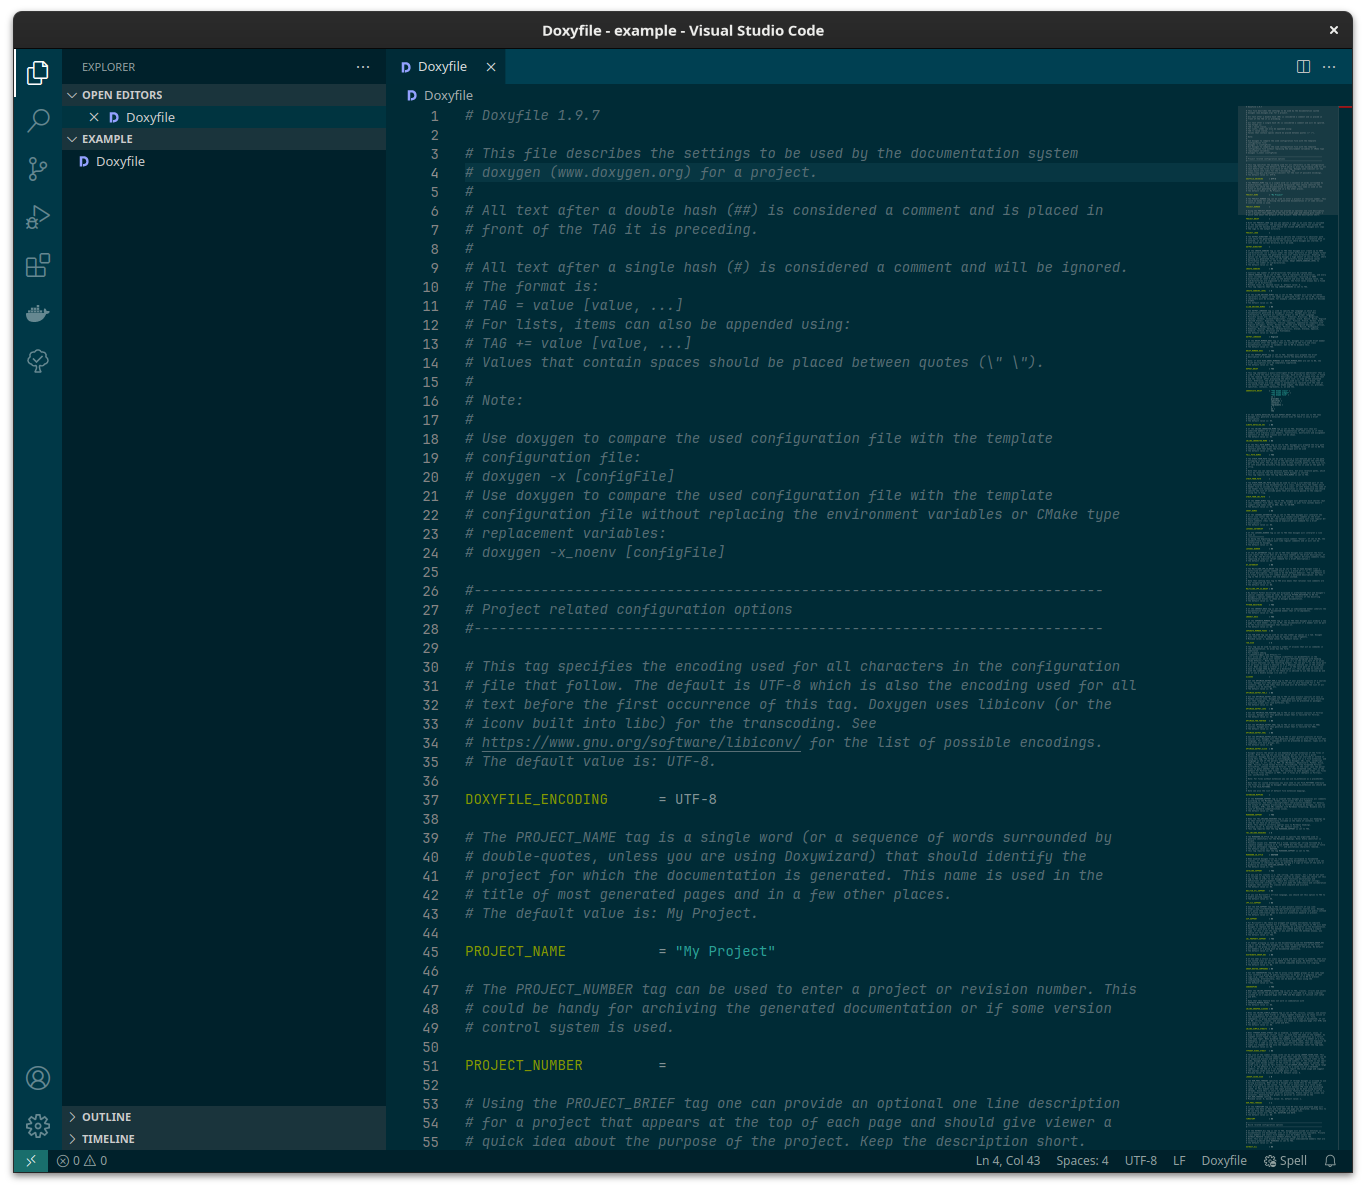 Doxyfile - example - Visual Studio Code
EXPLORER
OPEN EDITORS
Doxyfile
EXAMPLE
Doxyfile
OUTLINE
TIMELINE
Doxyfile
Doxyfile
1 # Doxyfile 1.9.7
2
3 # This file describes the settings to be used by the documentation system
4 # doxygen (www.doxygen.org) for a project.
5 #
6 # All text after a double hash (##) is considered a comment and is placed in
7 # front of the TAG it is preceding.
8 #
9 # All text after a single hash (#) is considered a comment and will be ignored.
10 # The format is:
11 # TAG = value [value, ...]
12 # For lists, items can also be appended using:
13 # TAG += value [value, ...]
14 # Values that contain spaces should be placed between quotes (\" \").
15 #
16 # Note:
17 #
18 # Use doxygen to compare the used configuration file with the template
19 # configuration file:
20 # doxygen -x [configFile]
21 # Use doxygen to compare the used configuration file with the template
22 # configuration file without replacing the environment variables or CMake type
23 # replacement variables:
24 # doxygen -x_noenv [configFile]
25
26 #---------------------------------------------------------------------------
27 # Project related configuration options
28 #---------------------------------------------------------------------------
29
30 # This tag specifies the encoding used for all characters in the configuration
31 # file that follow. The default is UTF-8 which is also the encoding used for all
32 # text before the first occurrence of this tag. Doxygen uses libiconv (or the
33 # iconv built into libc) for the transcoding. See
34 # https://www.gnu.org/software/libiconv/ for the list of possible encodings.
35 # The default value is: UTF-8.
36
37 DOXYFILE_ENCODING      = UTF-8
38
39 # The PROJECT_NAME tag is a single word (or a sequence of words surrounded by
40 # double-quotes, unless you are using Doxywizard) that should identify the
41 # project for which the documentation is generated. This name is used in the
42 # title of most generated pages and in a few other places.
43 # The default value is: My Project.
44
45 PROJECT_NAME           = "My Project"
46
47 # The PROJECT_NUMBER tag can be used to enter a project or revision number. This
48 # could be handy for archiving the generated documentation or if some version
49 # control system is used.
50
51 PROJECT_NUMBER         =
52
53 # Using the PROJECT_BRIEF tag one can provide an optional one line description
54 # for a project that appears at the top of each page and should give viewer a
55 # quick idea about the purpose of the project. Keep the description short.
0 0
Ln 4, Col 43 Spaces: 4 UTF-8 LF Doxyfile Spell